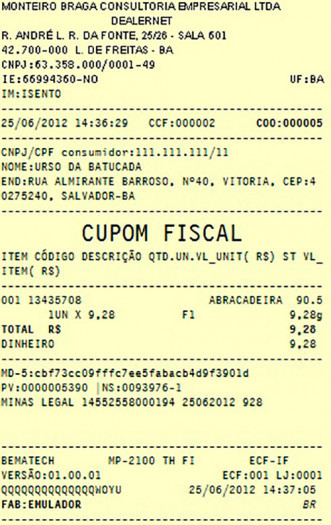 MONTEIRO BRAGA CONSULTORIA EMPRESARIAL LTDA
DEALERNET
R. ANDRÉ L. R. DA FONTE, 25/26 - SALA 601
42.700-000 L. DE FREITAS - BA
CNPJ:63.358.000/0001-49
IE:66994360-NO UF:BA
IM:ISENTO
25/06/2012 14:36:29 CCF:000002 COO:000005
CNPJ/CPF consumidor:111.111.111/11
NOME:URSO DA BATUCADA
END:RUA ALMIRANTE BARROSO, Nº40, VITORIA, CEP:4
0275240, SALVADOR-BA
CUPOM FISCAL
ITEM CÓDIGO DESCRIÇÃO QTD.UN.VL_UNIT( R$) ST VL_
ITEM( R$)
001 13435708 ABRACADEIRA 90.5
1UN X 9,28 F1 9,28g
TOTAL R$ 9,28
DINHEIRO 9,28
MD-5:cbf73cc09fffc7ee5fabacb4d9f3901d
PV:0000005390 |NS:0093976-1
MINAS LEGAL 14552558000194 25062012 928
BEMATECH MP-2100 TH FI ECF-IF
VERSÃO:01.00.01 ECF:001 LJ:0001
QQQQQQQQQQQQQQWOYU 25/06/2012 14:37:05
FAB:EMULADOR BR